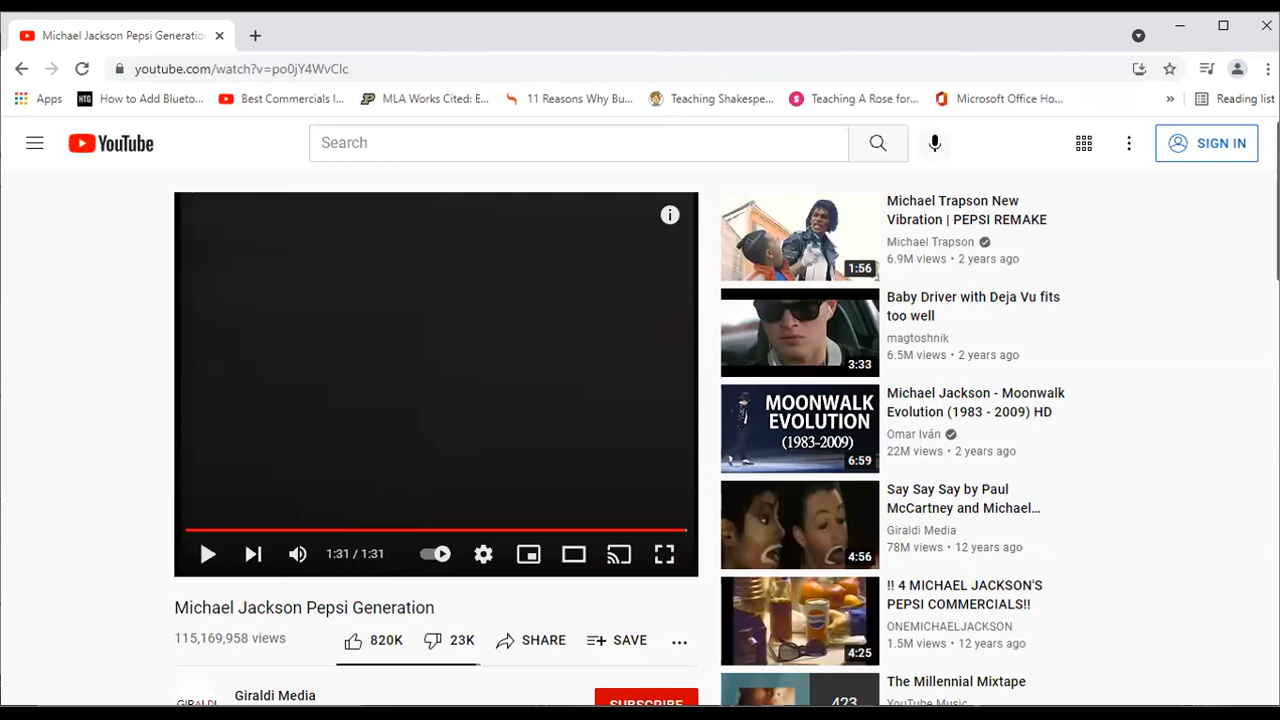 Michael Jackson Pepsi Generatio
youtube.com/watch?v=po0jY4WvClc
Apps
HTG
How to Add Blueto...
Best Commercials I...
MLA Works Cited: E...
11 Reasons Why Bu...
Teaching Shakespe...
Teaching A Rose for...
Microsoft Office Ho...
»
Reading list
YouTube
Search
SIGN IN
1:31 / 1:31
Michael Jackson Pepsi Generation
115,169,958 views
820K
23K
SHARE
SAVE
GIRALDI
Giraldi Media
SUBSCRIBE
1:56
Michael Trapson New
Vibration | PEPSI REMAKE
Michael Trapson
6.9M views • 2 years ago
3:33
Baby Driver with Deja Vu fits
too well
magtoshnik
6.5M views • 2 years ago
MOONWALK
EVOLUTION
(1983-2009)
6:59
Michael Jackson - Moonwalk
Evolution (1983 - 2009) HD
Omar Iván
22M views • 2 years ago
4:56
Say Say Say by Paul
McCartney and Michael...
Giraldi Media
78M views • 12 years ago
4:25
!! 4 MICHAEL JACKSON'S
PEPSI COMMERCIALS!!
ONEMICHAELJACKSON
1.5M views • 12 years ago
423
The Millennial Mixtape
YouTube Music